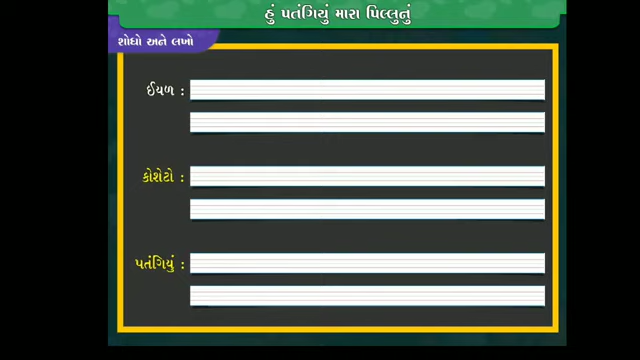 હું પતંગિયું મારા પિલ્લુનું
શોધો અને લખો
ઈયળ :
કોશેટો :
પતંગિયું :